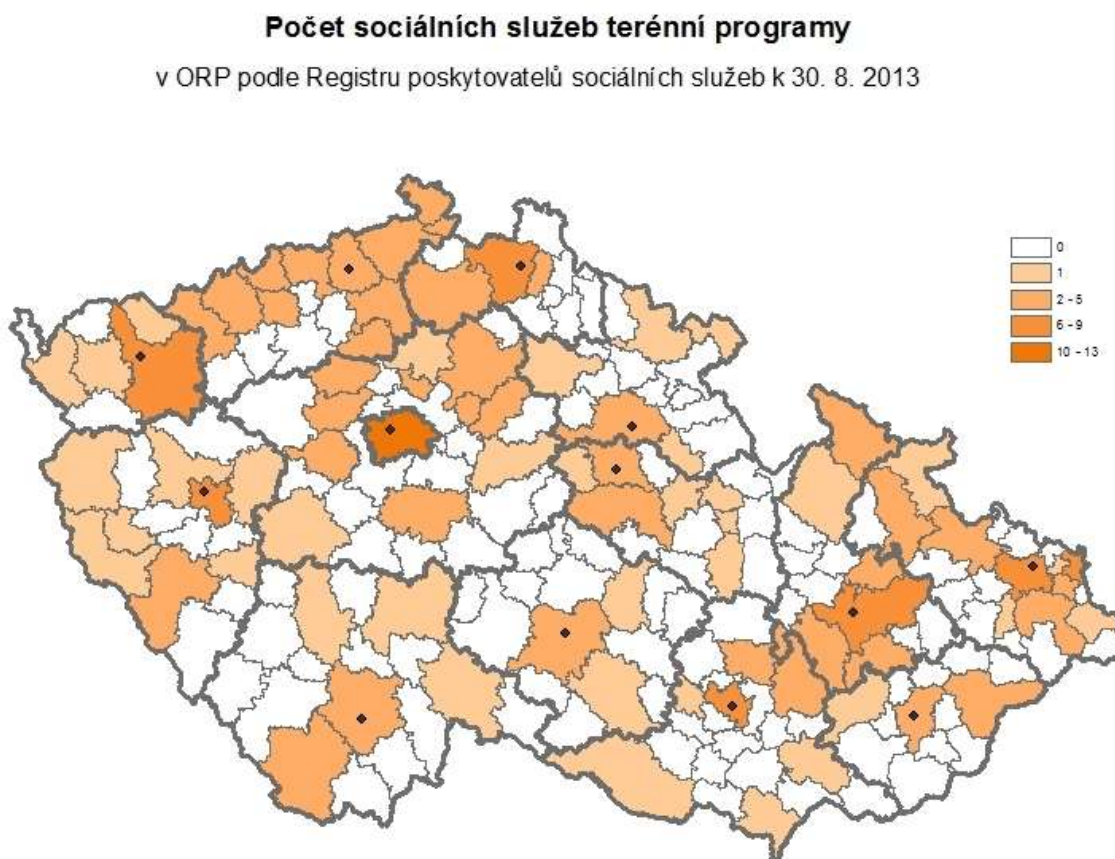 Počet sociálních služeb terénní programy
v ORP podle Registru poskytovatelů sociálních služeb k 30. 8. 2013
0
1
2 - 5
6 - 9
10 - 13